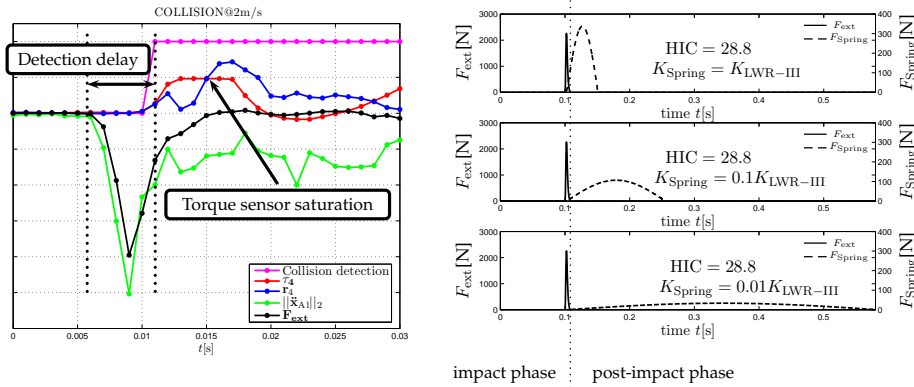 COLLISION@2m/s
Detection delay
Torque sensor saturation
Collision detection
τ4
r4
||ẍA1||2
Fext
0 0.005 0.01 0.015 0.02 0.025 0.03
t[s]
3000
2000
1000
0
Fext[N]
400
300
200
100
0
FSpring[N]
Fext
FSpring
HIC = 28.8
KSpring = KLWR−III
0 0.1 0.2 0.3 0.4 0.5
time t[s]
3000
2000
1000
0
Fext[N]
400
300
200
100
0
FSpring[N]
Fext
FSpring
HIC = 28.8
KSpring = 0.1KLWR−III
0 0.1 0.2 0.3 0.4 0.5
time t[s]
3000
2000
1000
0
Fext[N]
400
300
200
100
0
FSpring[N]
Fext
FSpring
HIC = 28.8
KSpring = 0.01KLWR−III
0 0.1 0.2 0.3 0.4 0.5
time t[s]
impact phase
post-impact phase